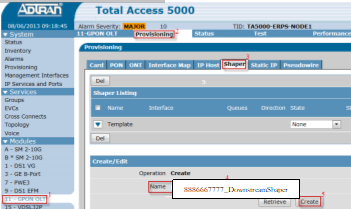 ADTRAN
Total Access 5000
08/06/2013 09:18:45
Alarm Severity: MAJOR 10 TID: TA5000-ERPS-NODE1
System
11-GPON OLT Provisioning 2 Status Test Performance
Status
Inventory
Alarms
Provisioning
Management Interfaces
IP Services and Ports
Services
EVCs
Groups
Cross Connects
Topology
Voice
Modules
A - SM 2-10G
B * SM 2-10G
1 - DS1 VG
3 - GE 8-Port
7 - PWE3
9 - DS1 EFM
11 - GPON OLT 1
15 - VDSL 32P
Provisioning
3
Card PON ONT Interface Map IP Host Shaper Static IP Pseudowire
Del
Shaper Listing
Name Interface Queues Direction State
Template None
Del
Create/Edit
Operation Create
4
Name 8886667777_DownstreamShaper
5
Retrieve Create